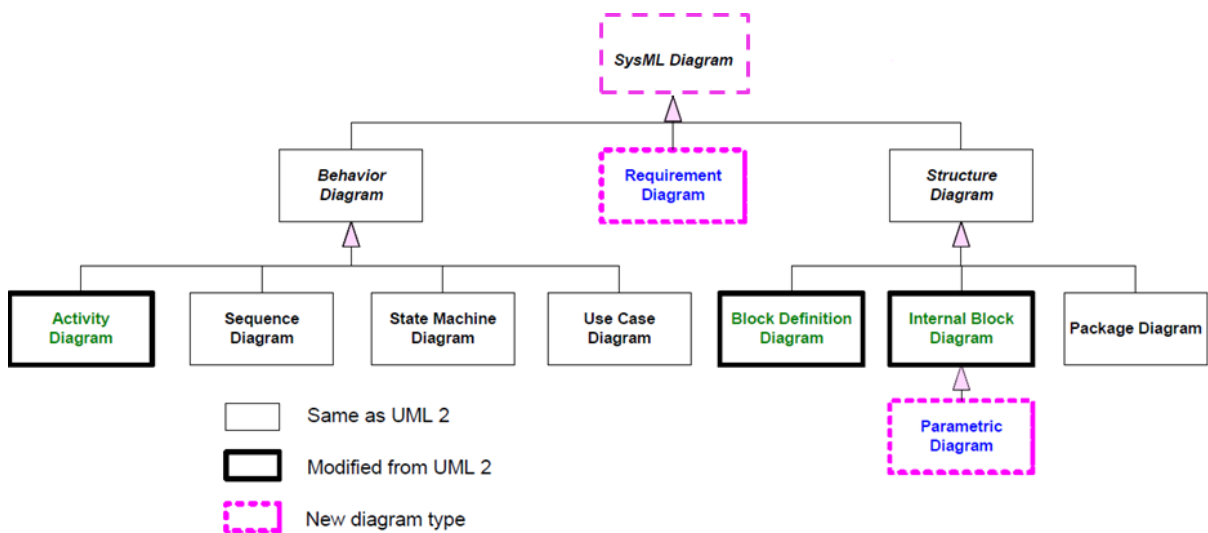 SysML Diagram
Behavior
Diagram
Requirement
Diagram
Structure
Diagram
Activity
Diagram
Sequence
Diagram
State Machine
Diagram
Use Case
Diagram
Block Definition
Diagram
Internal Block
Diagram
Package Diagram
Parametric
Diagram
Same as UML 2
Modified from UML 2
New diagram type